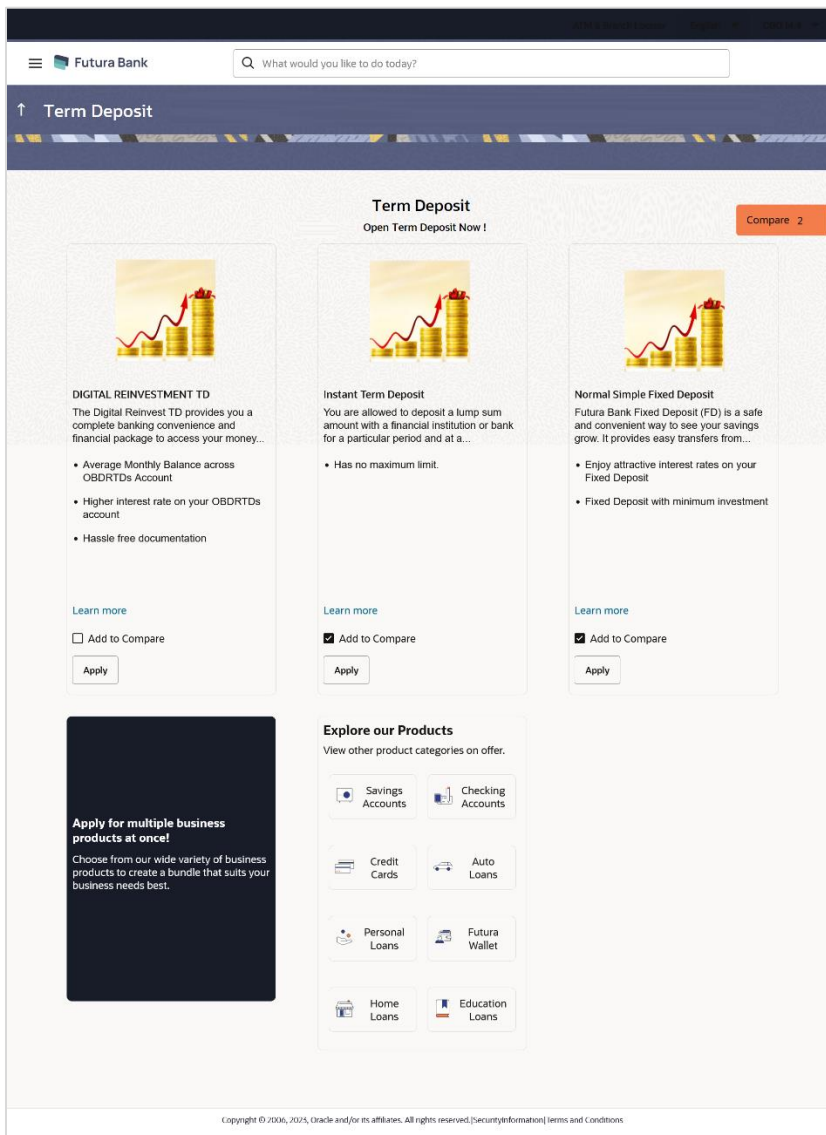 Futura Bank
What would you like to do today?
Term Deposit
Term Deposit
Open Term Deposit Now !
Compare 2
DIGITAL REINVESTMENT TD
The Digital Reinvest TD provides you a
complete banking convenience and
financial package to access your money...
• Average Monthly Balance across
OBDRTDs Account
• Higher interest rate on your OBDRTDs
account
• Hassle free documentation
Learn more
Add to Compare
Apply
Instant Term Deposit
You are allowed to deposit a lump sum
amount with a financial institution or bank
for a particular period and at a...
• Has no maximum limit.
Learn more
Add to Compare
Apply
Normal Simple Fixed Deposit
Futura Bank Fixed Deposit (FD) is a safe
and convenient way to see your savings
grow. It provides easy transfers from...
• Enjoy attractive interest rates on your
Fixed Deposit
• Fixed Deposit with minimum investment
Learn more
Add to Compare
Apply
Apply for multiple business
products at once!
Choose from our wide variety of business
products to create a bundle that suits your
business needs best.
Explore our Products
View other product categories on offer.
Savings
Accounts
Checking
Accounts
Credit
Cards
Auto
Loans
Personal
Loans
Futura
Wallet
Home
Loans
Education
Loans
Copyright © 2006, 2023, Oracle and/or its affiliates. All rights reserved.|SecurityInformation|Terms and Conditions